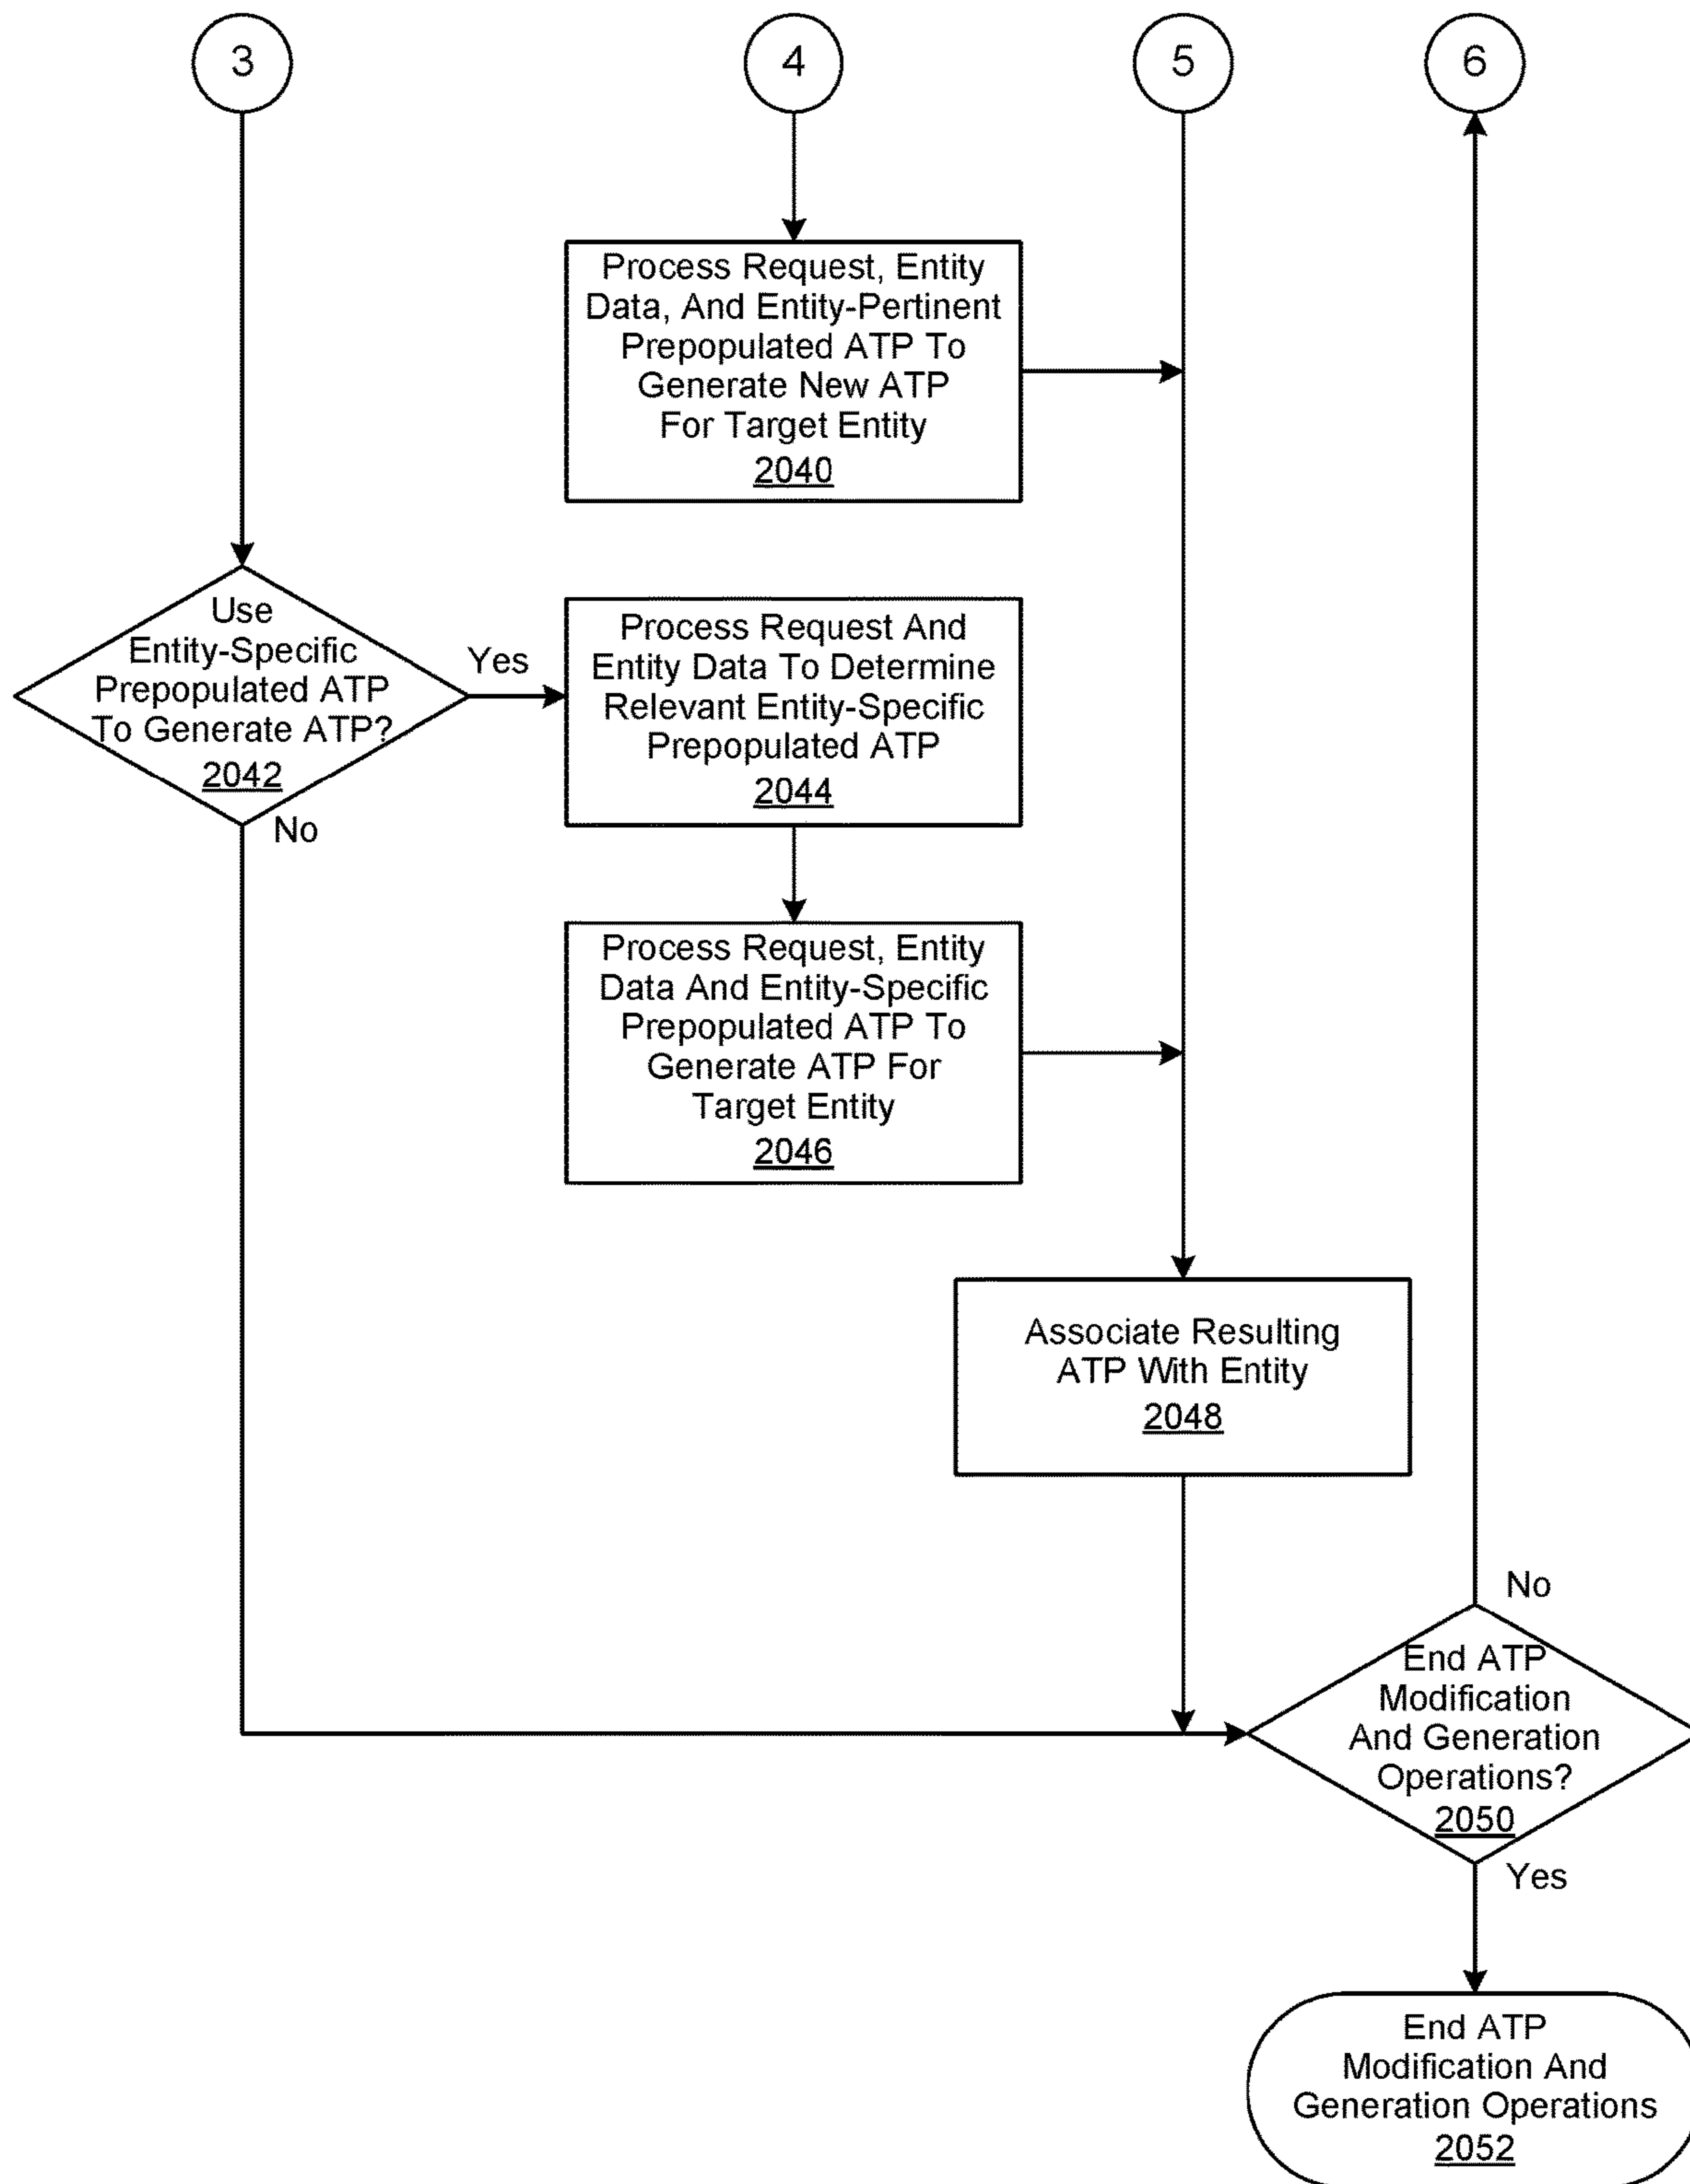 3
4
5
6
Process Request, Entity
Data, And Entity-Pertinent
Prepopulated ATP To
Generate New ATP
For Target Entity
2040
Use
Entity-Specific
Prepopulated ATP
To Generate ATP?
2042
Yes
No
Process Request And
Entity Data To Determine
Relevant Entity-Specific
Prepopulated ATP
2044
Process Request, Entity
Data And Entity-Specific
Prepopulated ATP To
Generate ATP For
Target Entity
2046
Associate Resulting
ATP With Entity
2048
No
End ATP
Modification
And Generation
Operations?
2050
Yes
End ATP
Modification And
Generation Operations
2052